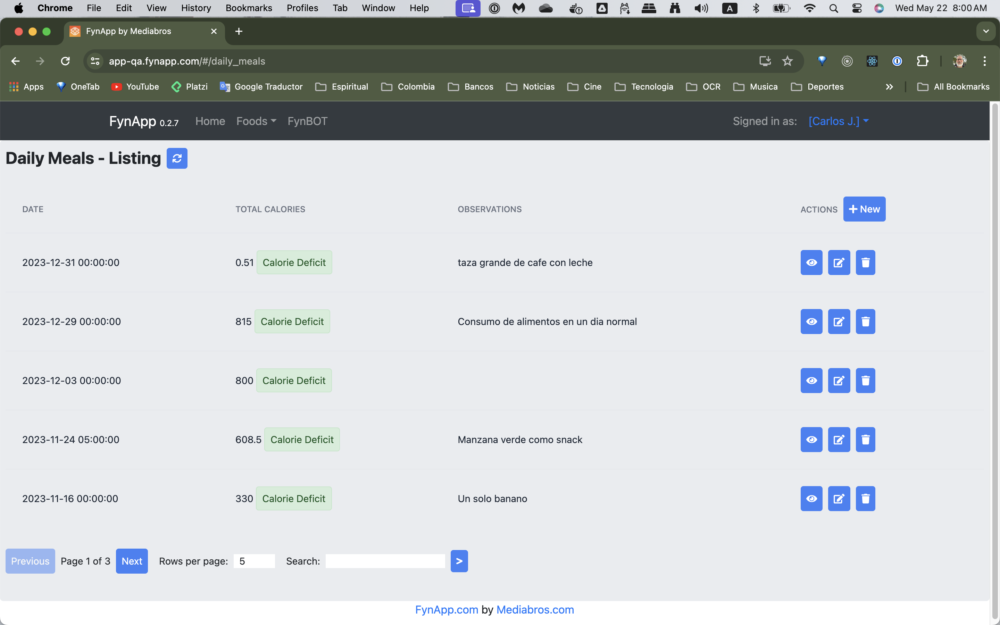 Chrome File Edit View History Bookmarks Profiles Tab Window Help A Wed May 22 8:00 AM
FynApp by Mediabros
app-qa.fynapp.com/#/daily_meals
Apps OneTab YouTube Platzi Google Traductor Espiritual Colombia Bancos Noticias Cine Tecnologia OCR Musica Deportes » All Bookmarks
FynApp 0.2.7 Home Foods FynBOT Signed in as: [Carlos J.]
Daily Meals - Listing
DATE TOTAL CALORIES OBSERVATIONS ACTIONS + New
2023-12-31 00:00:00 0.51 Calorie Deficit taza grande de cafe con leche
2023-12-29 00:00:00 815 Calorie Deficit Consumo de alimentos en un dia normal
2023-12-03 00:00:00 800 Calorie Deficit
2023-11-24 05:00:00 608.5 Calorie Deficit Manzana verde como snack
2023-11-16 00:00:00 330 Calorie Deficit Un solo banano
Previous Page 1 of 3 Next Rows per page: 5 Search: >
FynApp.com by Mediabros.com